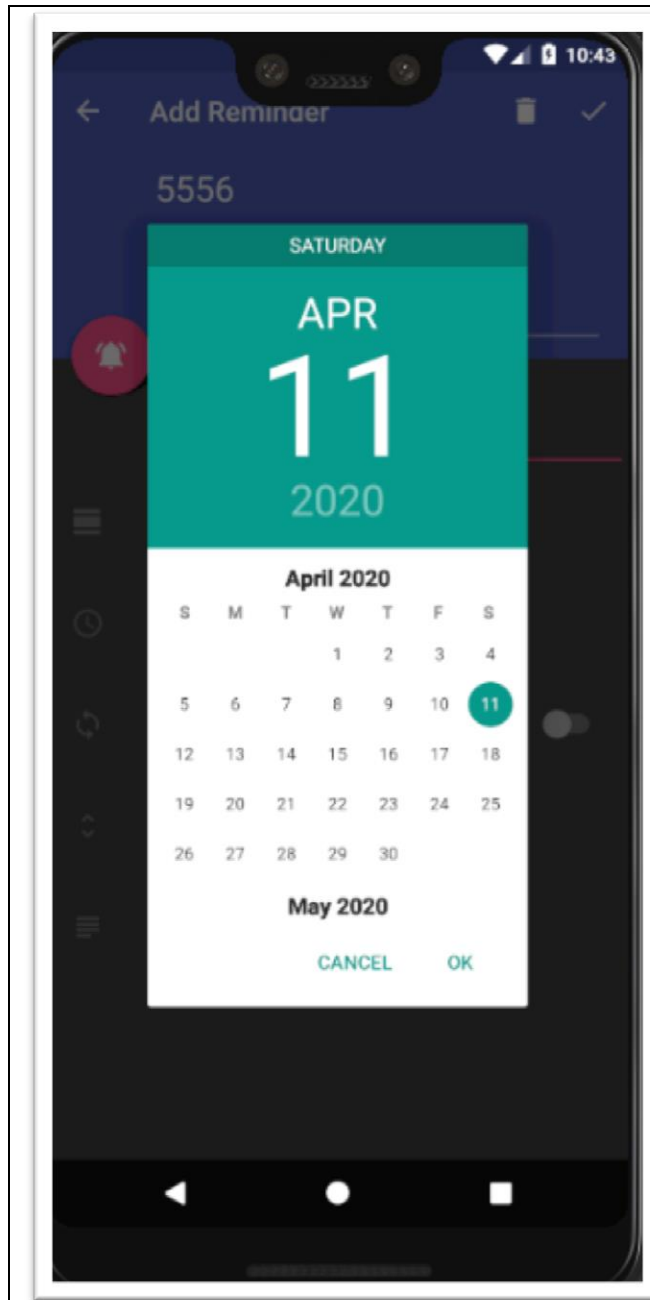 10:43
Add Reminder
5556
SATURDAY
APR
11
2020
April 2020
S M T W T F S
1 2 3 4
5 6 7 8 9 10 11
12 13 14 15 16 17 18
19 20 21 22 23 24 25
26 27 28 29 30
May 2020
CANCEL OK